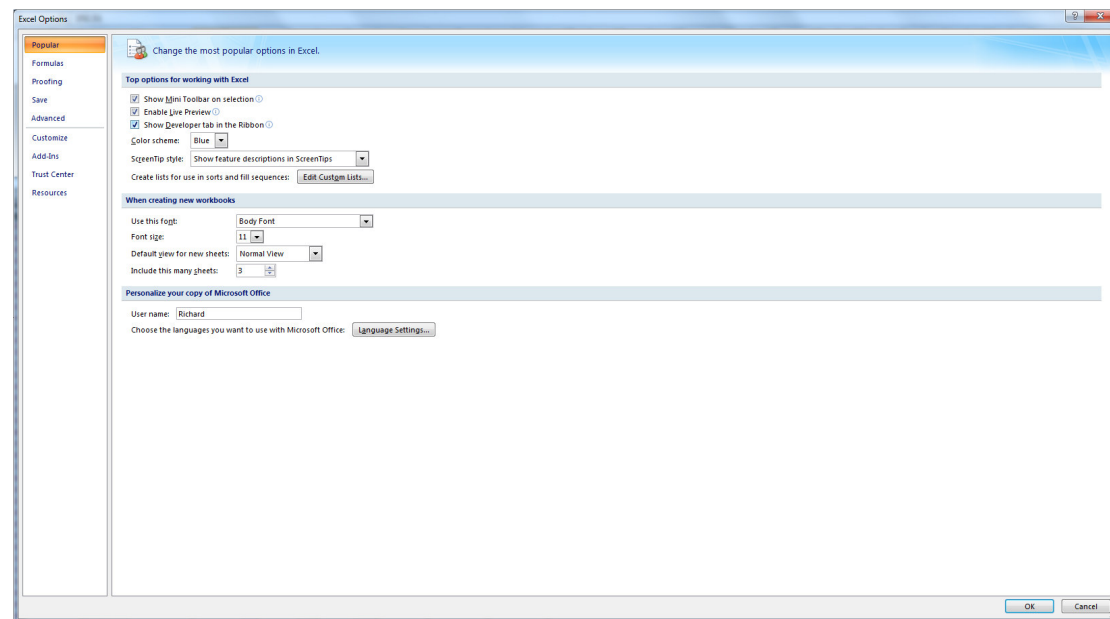 Excel Options
Popular
Formulas
Proofing
Save
Advanced
Customize
Add-Ins
Trust Center
Resources
Change the most popular options in Excel.
Top options for working with Excel
Show Mini Toolbar on selection
Enable Live Preview
Show Developer tab in the Ribbon
Color scheme: Blue
ScreenTip style: Show feature descriptions in ScreenTips
Create lists for use in sorts and fill sequences: Edit Custom Lists...
When creating new workbooks
Use this font: Body Font
Font size: 11
Default view for new sheets: Normal View
Include this many sheets: 3
Personalize your copy of Microsoft Office
User name: Richard
Choose the languages you want to use with Microsoft Office: Language Settings...
OK Cancel